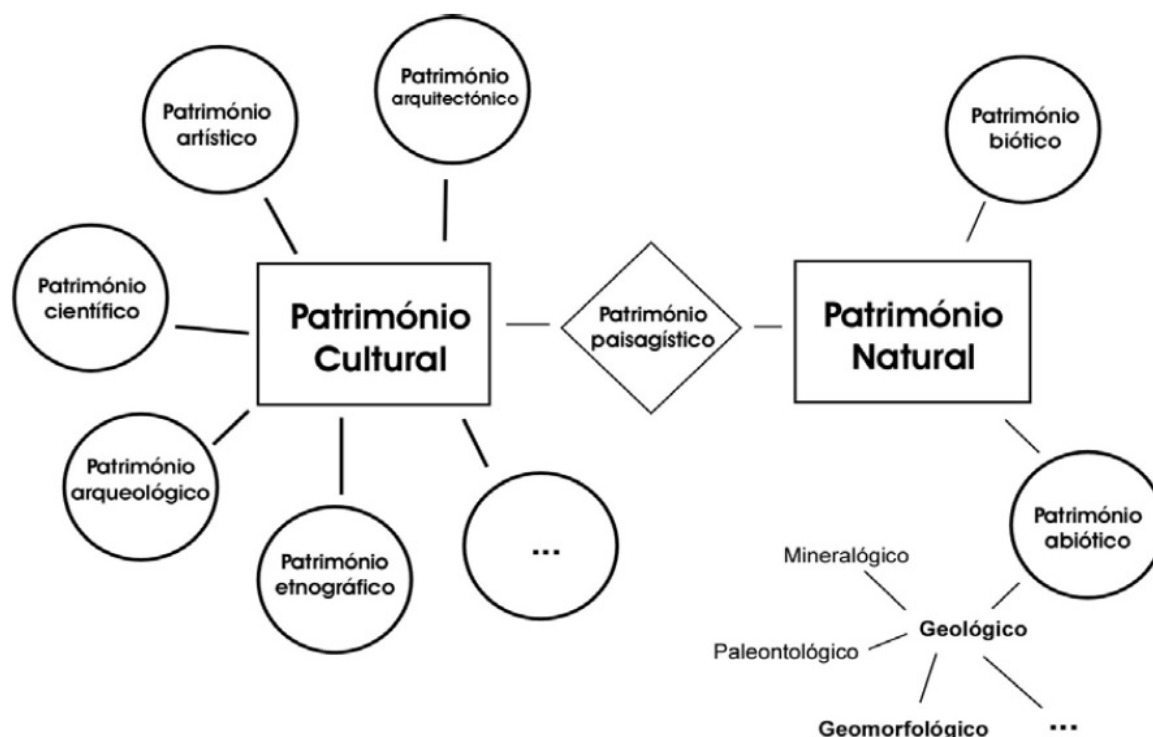 Património
arquitectónico
Património
artístico
Património
biótico
Património
científico
Património
Cultural
Património
paisagístico
Património
Natural
Património
arqueológico
Património
etnográfico
...
Património
abiótico
Mineralógico
Geológico
Paleontológico
Geomorfológico
...